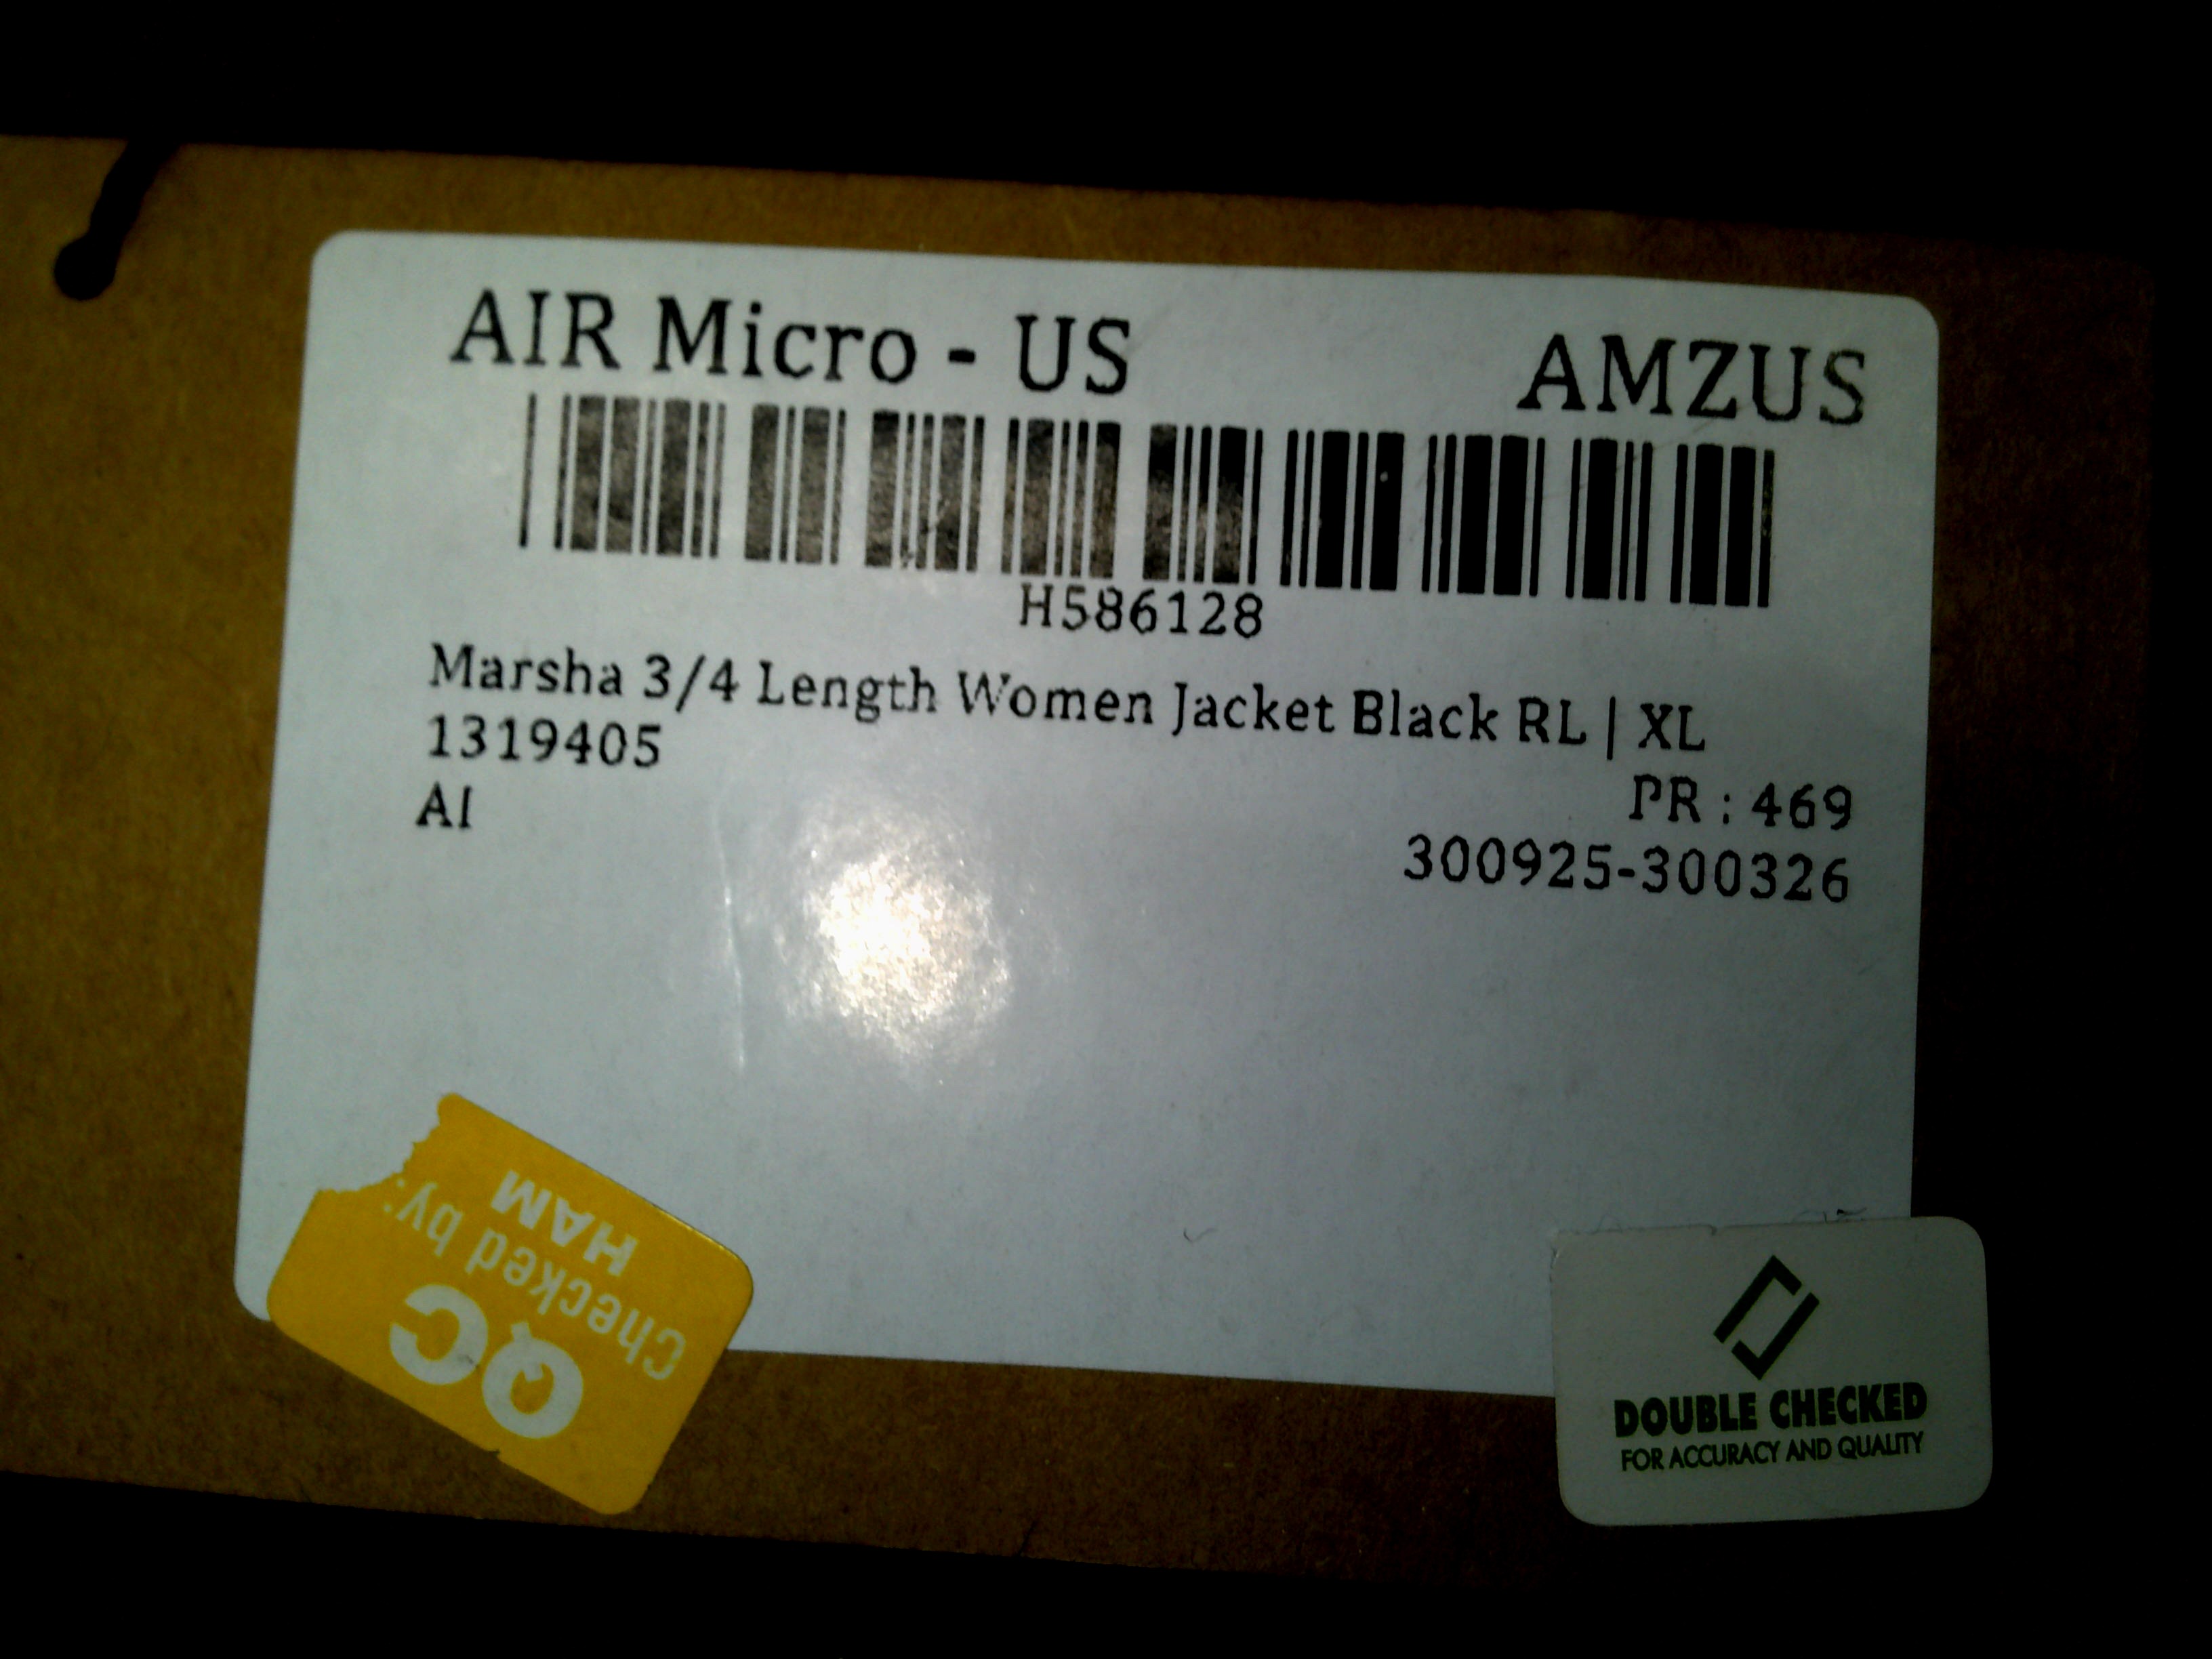 AIR Micro - US
AMZUS
H586128
Marsha 3/4 Length Women Jacket Black RL | XL
1319405
PR : 469
AI
300925-300326
QC
Checked by:
HAM
DOUBLE CHECKED
FOR ACCURACY AND QUALITY